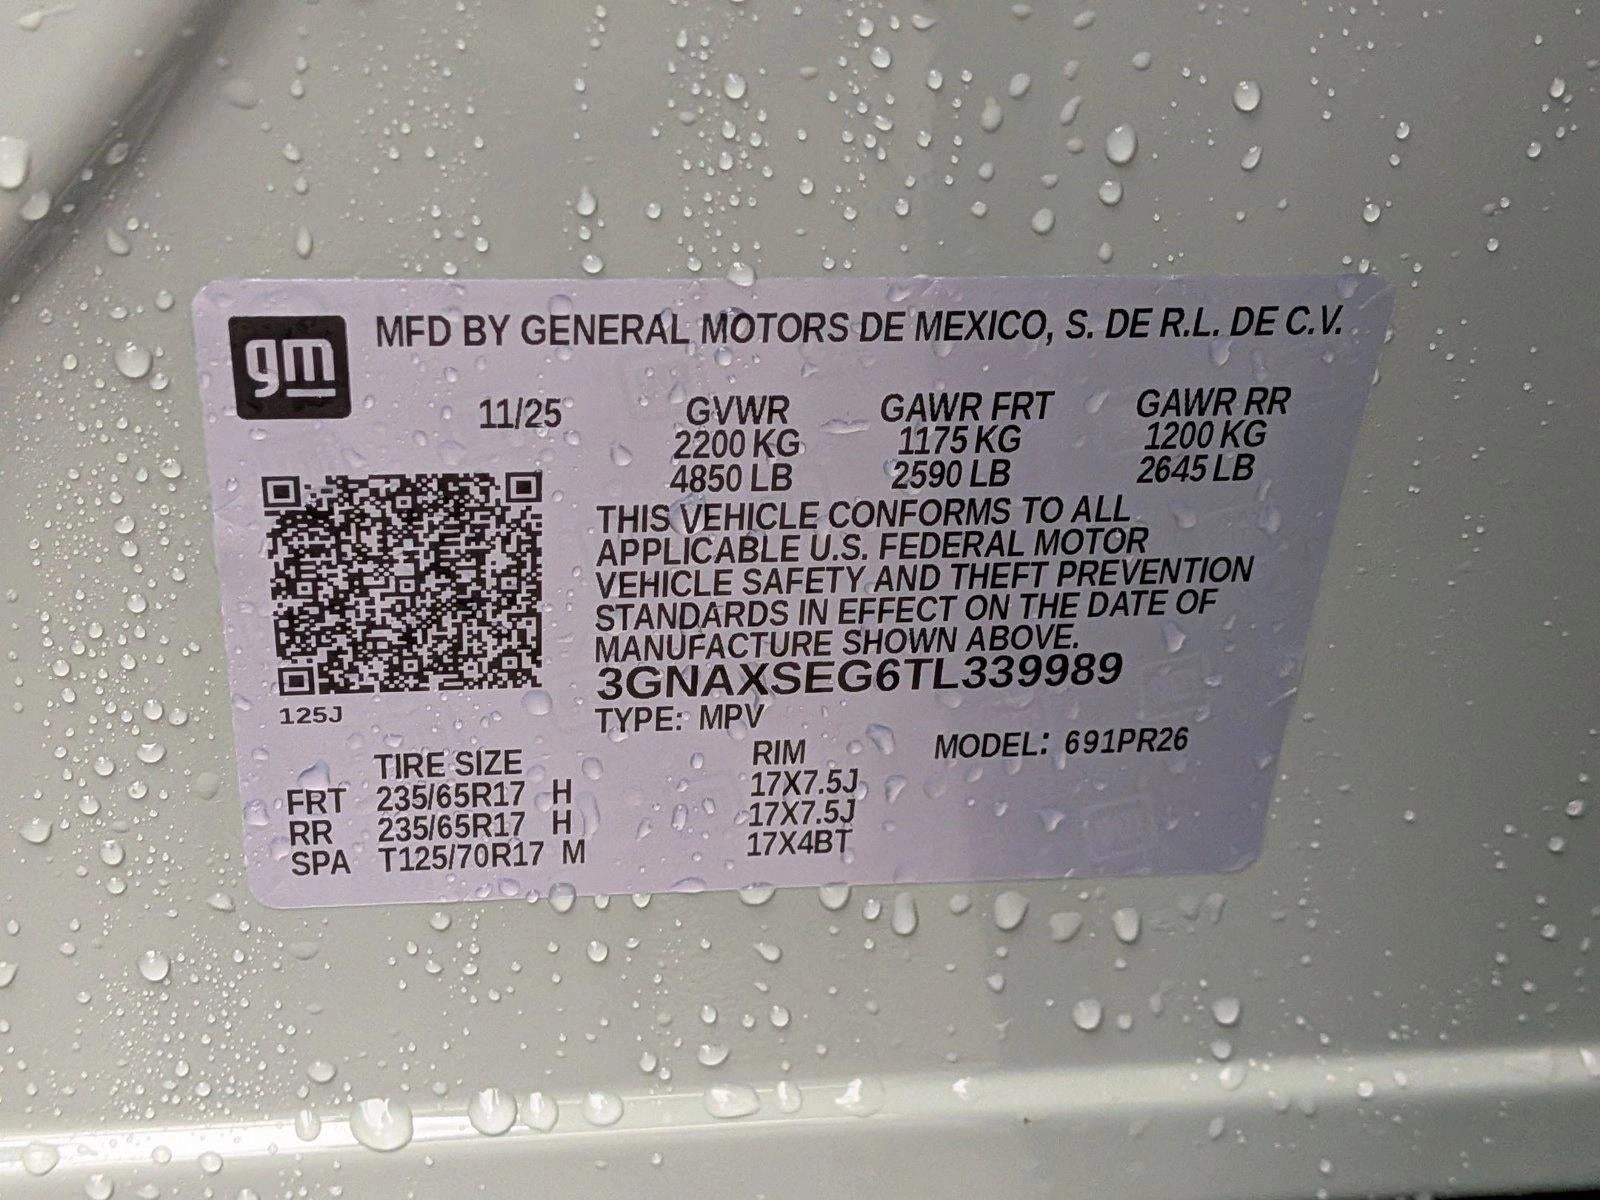 gm
MFD BY GENERAL MOTORS DE MEXICO, S. DE R.L. DE C.V.
11/25 GVWR GAWR FRT GAWR RR
2200 KG 1175 KG 1200 KG
4850 LB 2590 LB 2645 LB
THIS VEHICLE CONFORMS TO ALL
APPLICABLE U.S. FEDERAL MOTOR
VEHICLE SAFETY AND THEFT PREVENTION
STANDARDS IN EFFECT ON THE DATE OF
MANUFACTURE SHOWN ABOVE.
3GNAXSEG6TL339989
125J
TYPE: MPV
MODEL: 691PR26
TIRE SIZE RIM
FRT 235/65R17 H 17X7.5J
RR 235/65R17 H 17X7.5J
SPA T125/70R17 M 17X4BT